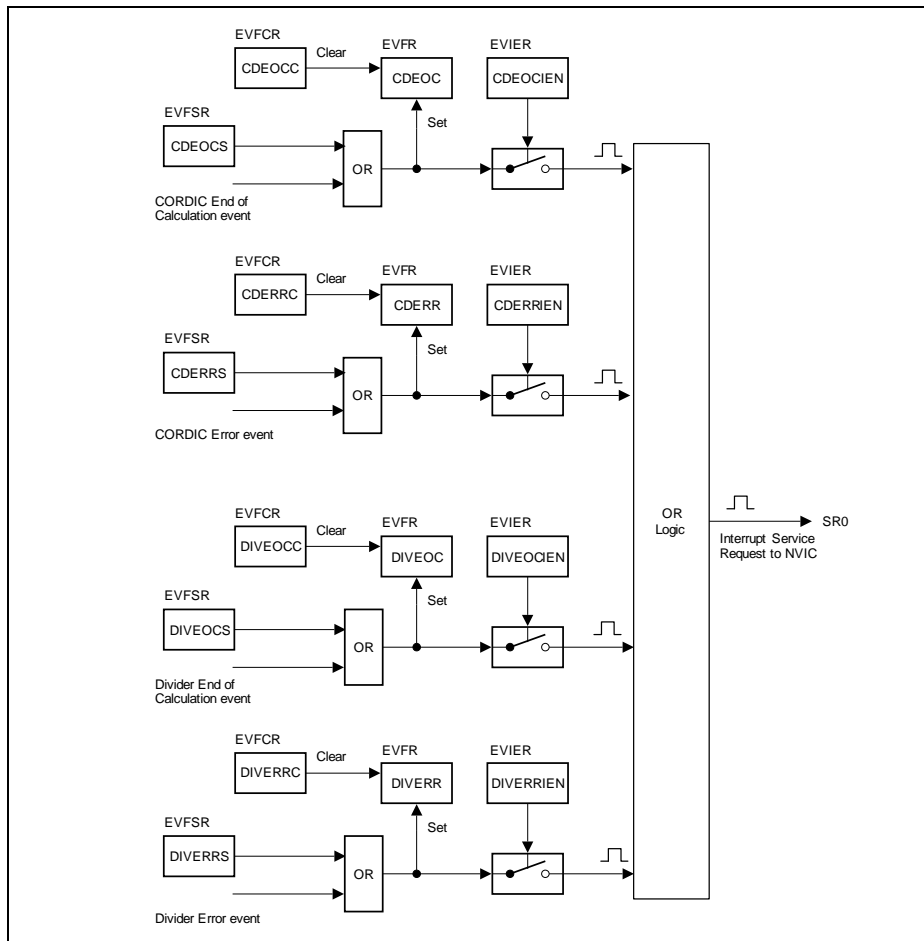 EVFCR
Clear
EVFR
EVIER
CDEOCC
CDEOC
CDEOCIEN
EVFSR
Set
CDEOCS
OR
CORDIC End of
Calculation event
EVFCR
Clear
EVFR
EVIER
CDERRC
CDERR
CDERRIEN
EVFSR
Set
CDERRS
OR
CORDIC Error event
OR
Logic
SR0
Interrupt Service
Request to NVIC
EVFCR
Clear
EVFR
EVIER
DIVEOCC
DIVEOC
DIVEOCIEN
EVFSR
Set
DIVEOCS
OR
Divider End of
Calculation event
EVFCR
Clear
EVFR
EVIER
DIVERRC
DIVERR
DIVERRIEN
EVFSR
Set
DIVERRS
OR
Divider Error event